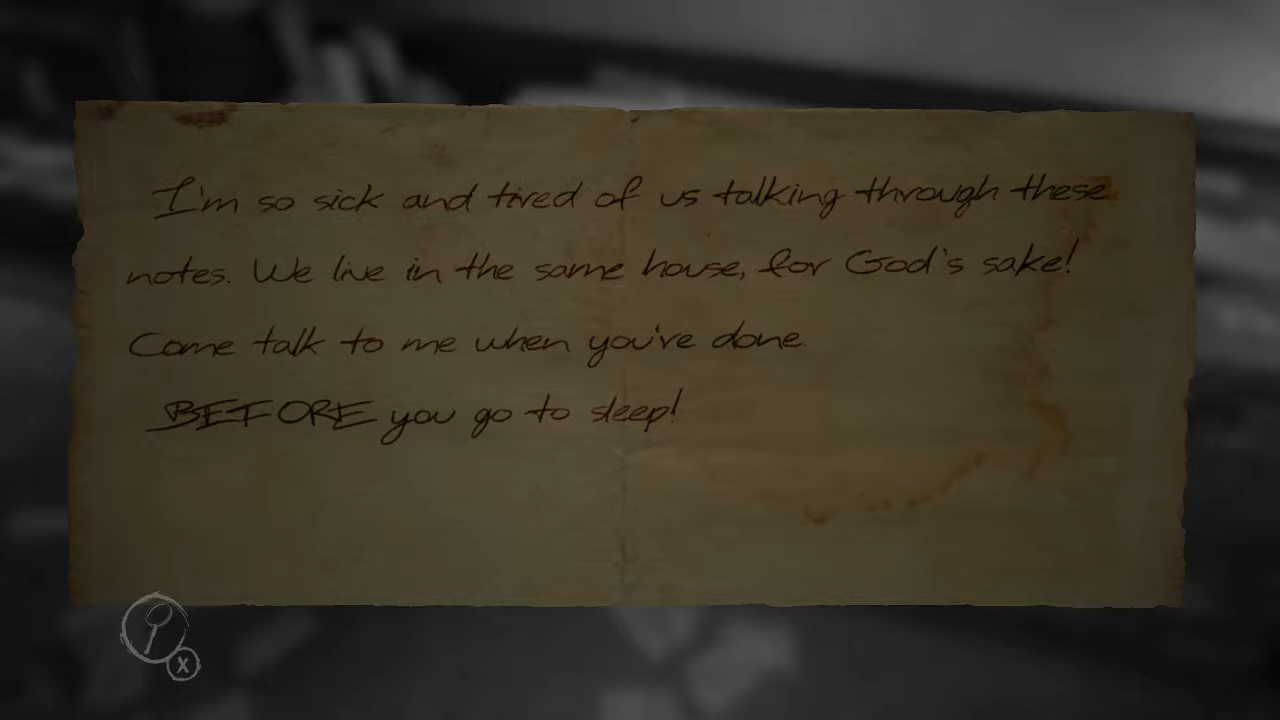 I'm so sick and tired of us talking through these
notes. We live in the same house, for God's sake!
Come talk to me when you're done.
BEFORE you go to sleep!
X